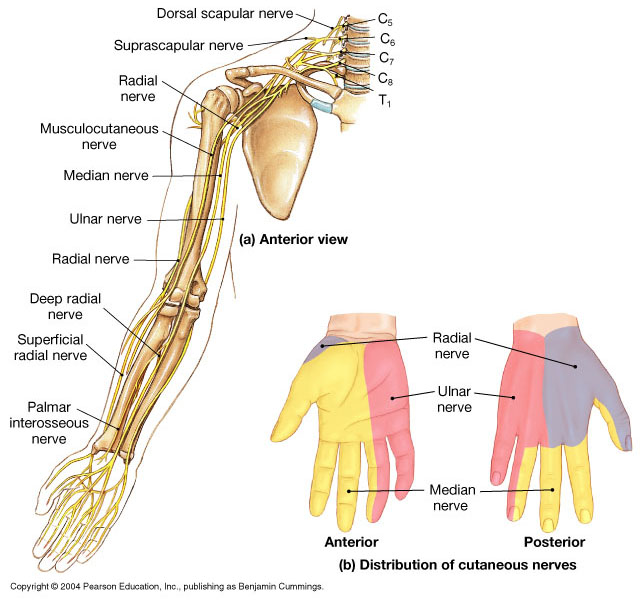 Dorsal scapular nerve
Suprascapular nerve
C5
C6
C7
C8
T1
Radial
nerve
Musculocutaneous
nerve
Median nerve
Ulnar nerve
(a) Anterior view
Radial nerve
Deep radial
nerve
Superficial
radial nerve
Palmar
interosseous
nerve
Radial
nerve
Ulnar
nerve
Median
nerve
Anterior
Posterior
(b) Distribution of cutaneous nerves
Copyright © 2004 Pearson Education, Inc., publishing as Benjamin Cummings.